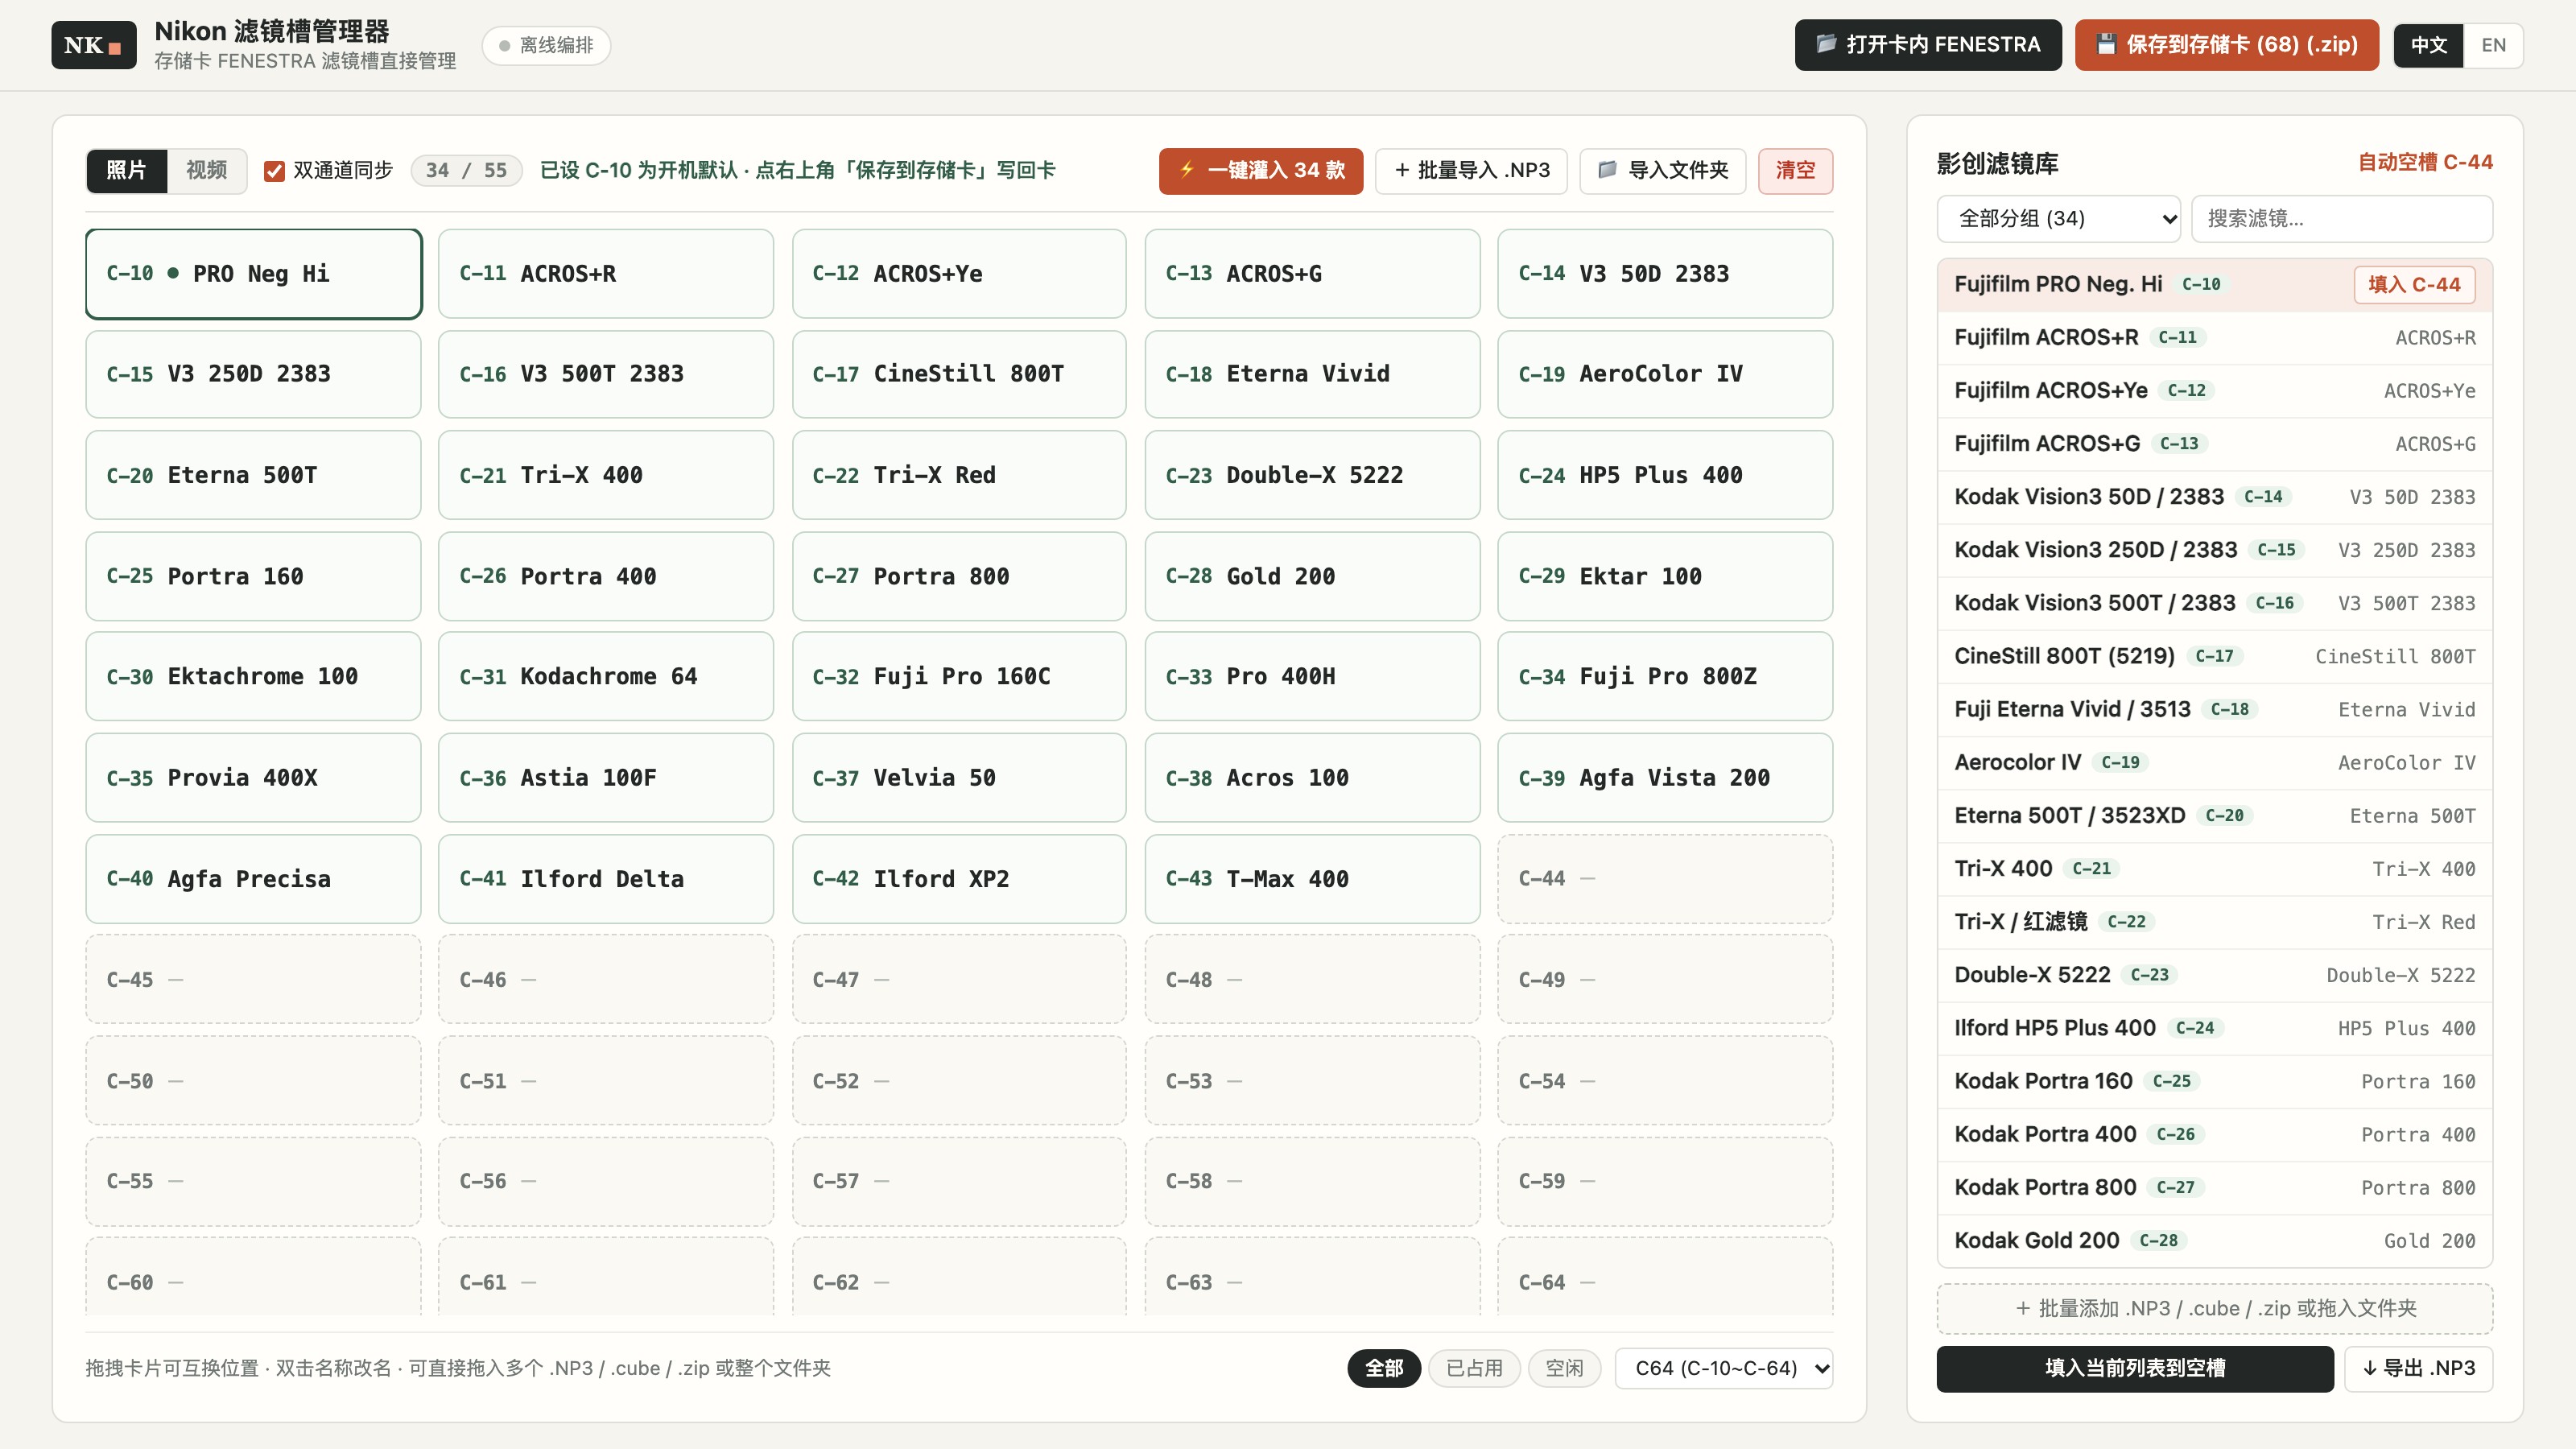 NK
Nikon 滤镜槽管理器
存储卡 FENESTRA 滤镜槽直接管理
离线编排
打开卡内 FENESTRA
保存到存储卡 (68) (.zip)
中文
EN
照片
视频
双通道同步
34 / 55
已设 C-10 为开机默认 · 点右上角「保存到存储卡」写回卡
一键灌入 34 款
+ 批量导入 .NP3
导入文件夹
清空
C-10 ● PRO Neg Hi
C-11 ACROS+R
C-12 ACROS+Ye
C-13 ACROS+G
C-14 V3 50D 2383
C-15 V3 250D 2383
C-16 V3 500T 2383
C-17 CineStill 800T
C-18 Eterna Vivid
C-19 AeroColor IV
C-20 Eterna 500T
C-21 Tri-X 400
C-22 Tri-X Red
C-23 Double-X 5222
C-24 HP5 Plus 400
C-25 Portra 160
C-26 Portra 400
C-27 Portra 800
C-28 Gold 200
C-29 Ektar 100
C-30 Ektachrome 100
C-31 Kodachrome 64
C-32 Fuji Pro 160C
C-33 Pro 400H
C-34 Fuji Pro 800Z
C-35 Provia 400X
C-36 Astia 100F
C-37 Velvia 50
C-38 Acros 100
C-39 Agfa Vista 200
C-40 Agfa Precisa
C-41 Ilford Delta
C-42 Ilford XP2
C-43 T-Max 400
C-44 —
C-45 —
C-46 —
C-47 —
C-48 —
C-49 —
C-50 —
C-51 —
C-52 —
C-53 —
C-54 —
C-55 —
C-56 —
C-57 —
C-58 —
C-59 —
C-60 —
C-61 —
C-62 —
C-63 —
C-64 —
拖拽卡片可互换位置 · 双击名称改名 · 可直接拖入多个 .NP3 / .cube / .zip 或整个文件夹
全部
已占用
空闲
C64 (C-10~C-64)
影创滤镜库
自动空槽 C-44
全部分组 (34)
搜索滤镜...
Fujifilm PRO Neg. Hi C-10 填入 C-44
Fujifilm ACROS+R C-11 ACROS+R
Fujifilm ACROS+Ye C-12 ACROS+Ye
Fujifilm ACROS+G C-13 ACROS+G
Kodak Vision3 50D / 2383 C-14 V3 50D 2383
Kodak Vision3 250D / 2383 C-15 V3 250D 2383
Kodak Vision3 500T / 2383 C-16 V3 500T 2383
CineStill 800T (5219) C-17 CineStill 800T
Fuji Eterna Vivid / 3513 C-18 Eterna Vivid
Aerocolor IV C-19 AeroColor IV
Eterna 500T / 3523XD C-20 Eterna 500T
Tri-X 400 C-21 Tri-X 400
Tri-X / 红滤镜 C-22 Tri-X Red
Double-X 5222 C-23 Double-X 5222
Ilford HP5 Plus 400 C-24 HP5 Plus 400
Kodak Portra 160 C-25 Portra 160
Kodak Portra 400 C-26 Portra 400
Kodak Portra 800 C-27 Portra 800
Kodak Gold 200 C-28 Gold 200
+ 批量添加 .NP3 / .cube / .zip 或拖入文件夹
填入当前列表到空槽
↓ 导出 .NP3